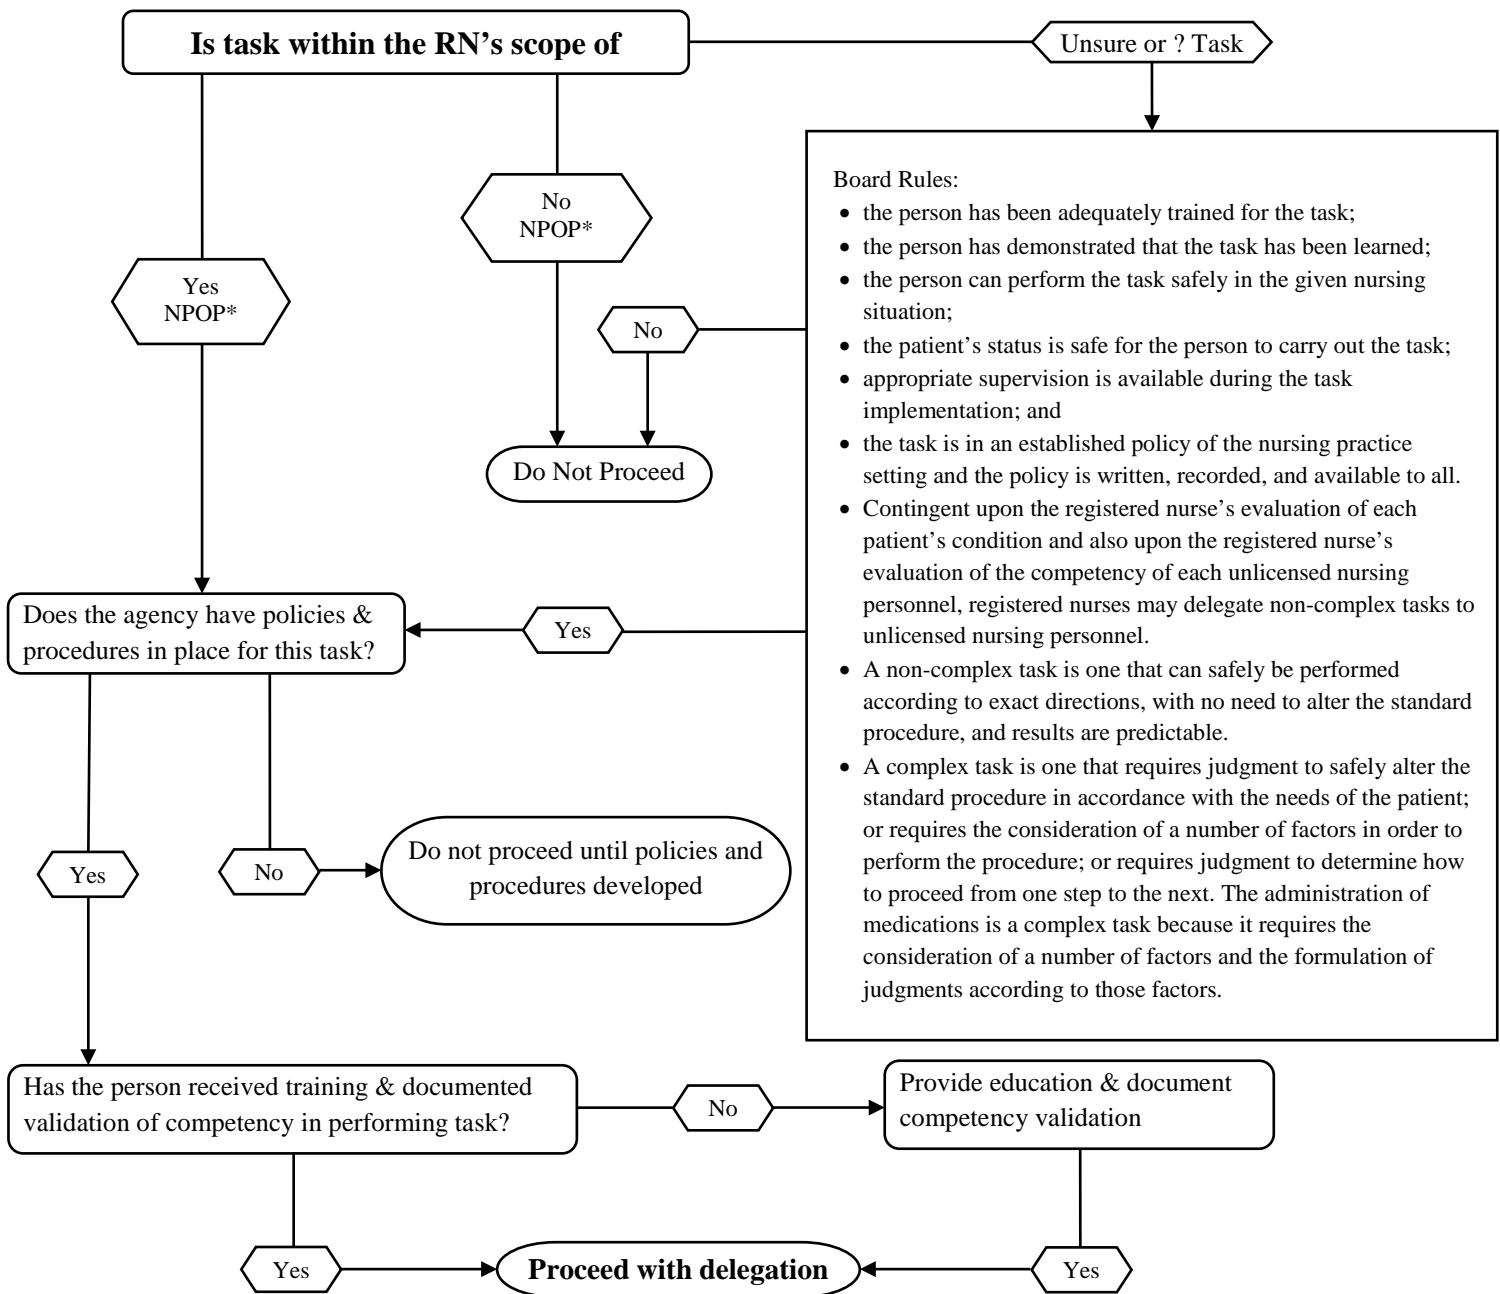 Is task within the RN’s scope of
Unsure or ? Task
No
NPOP*
Yes
NPOP*
No
Do Not Proceed
Board Rules:
• the person has been adequately trained for the task;
• the person has demonstrated that the task has been learned;
• the person can perform the task safely in the given nursing
situation;
• the patient’s status is safe for the person to carry out the task;
• appropriate supervision is available during the task
implementation; and
• the task is in an established policy of the nursing practice
setting and the policy is written, recorded, and available to all.
• Contingent upon the registered nurse’s evaluation of each
patient’s condition and also upon the registered nurse’s
evaluation of the competency of each unlicensed nursing
personnel, registered nurses may delegate non-complex tasks to
unlicensed nursing personnel.
• A non-complex task is one that can safely be performed
according to exact directions, with no need to alter the standard
procedure, and results are predictable.
• A complex task is one that requires judgment to safely alter the
standard procedure in accordance with the needs of the patient;
or requires the consideration of a number of factors in order to
perform the procedure; or requires judgment to determine how
to proceed from one step to the next. The administration of
medications is a complex task because it requires the
consideration of a number of factors and the formulation of
judgments according to those factors.
Does the agency have policies &
procedures in place for this task?
Yes
Yes
No
Do not proceed until policies and
procedures developed
Has the person received training & documented
validation of competency in performing task?
No
Provide education & document
competency validation
Yes
Proceed with delegation
Yes